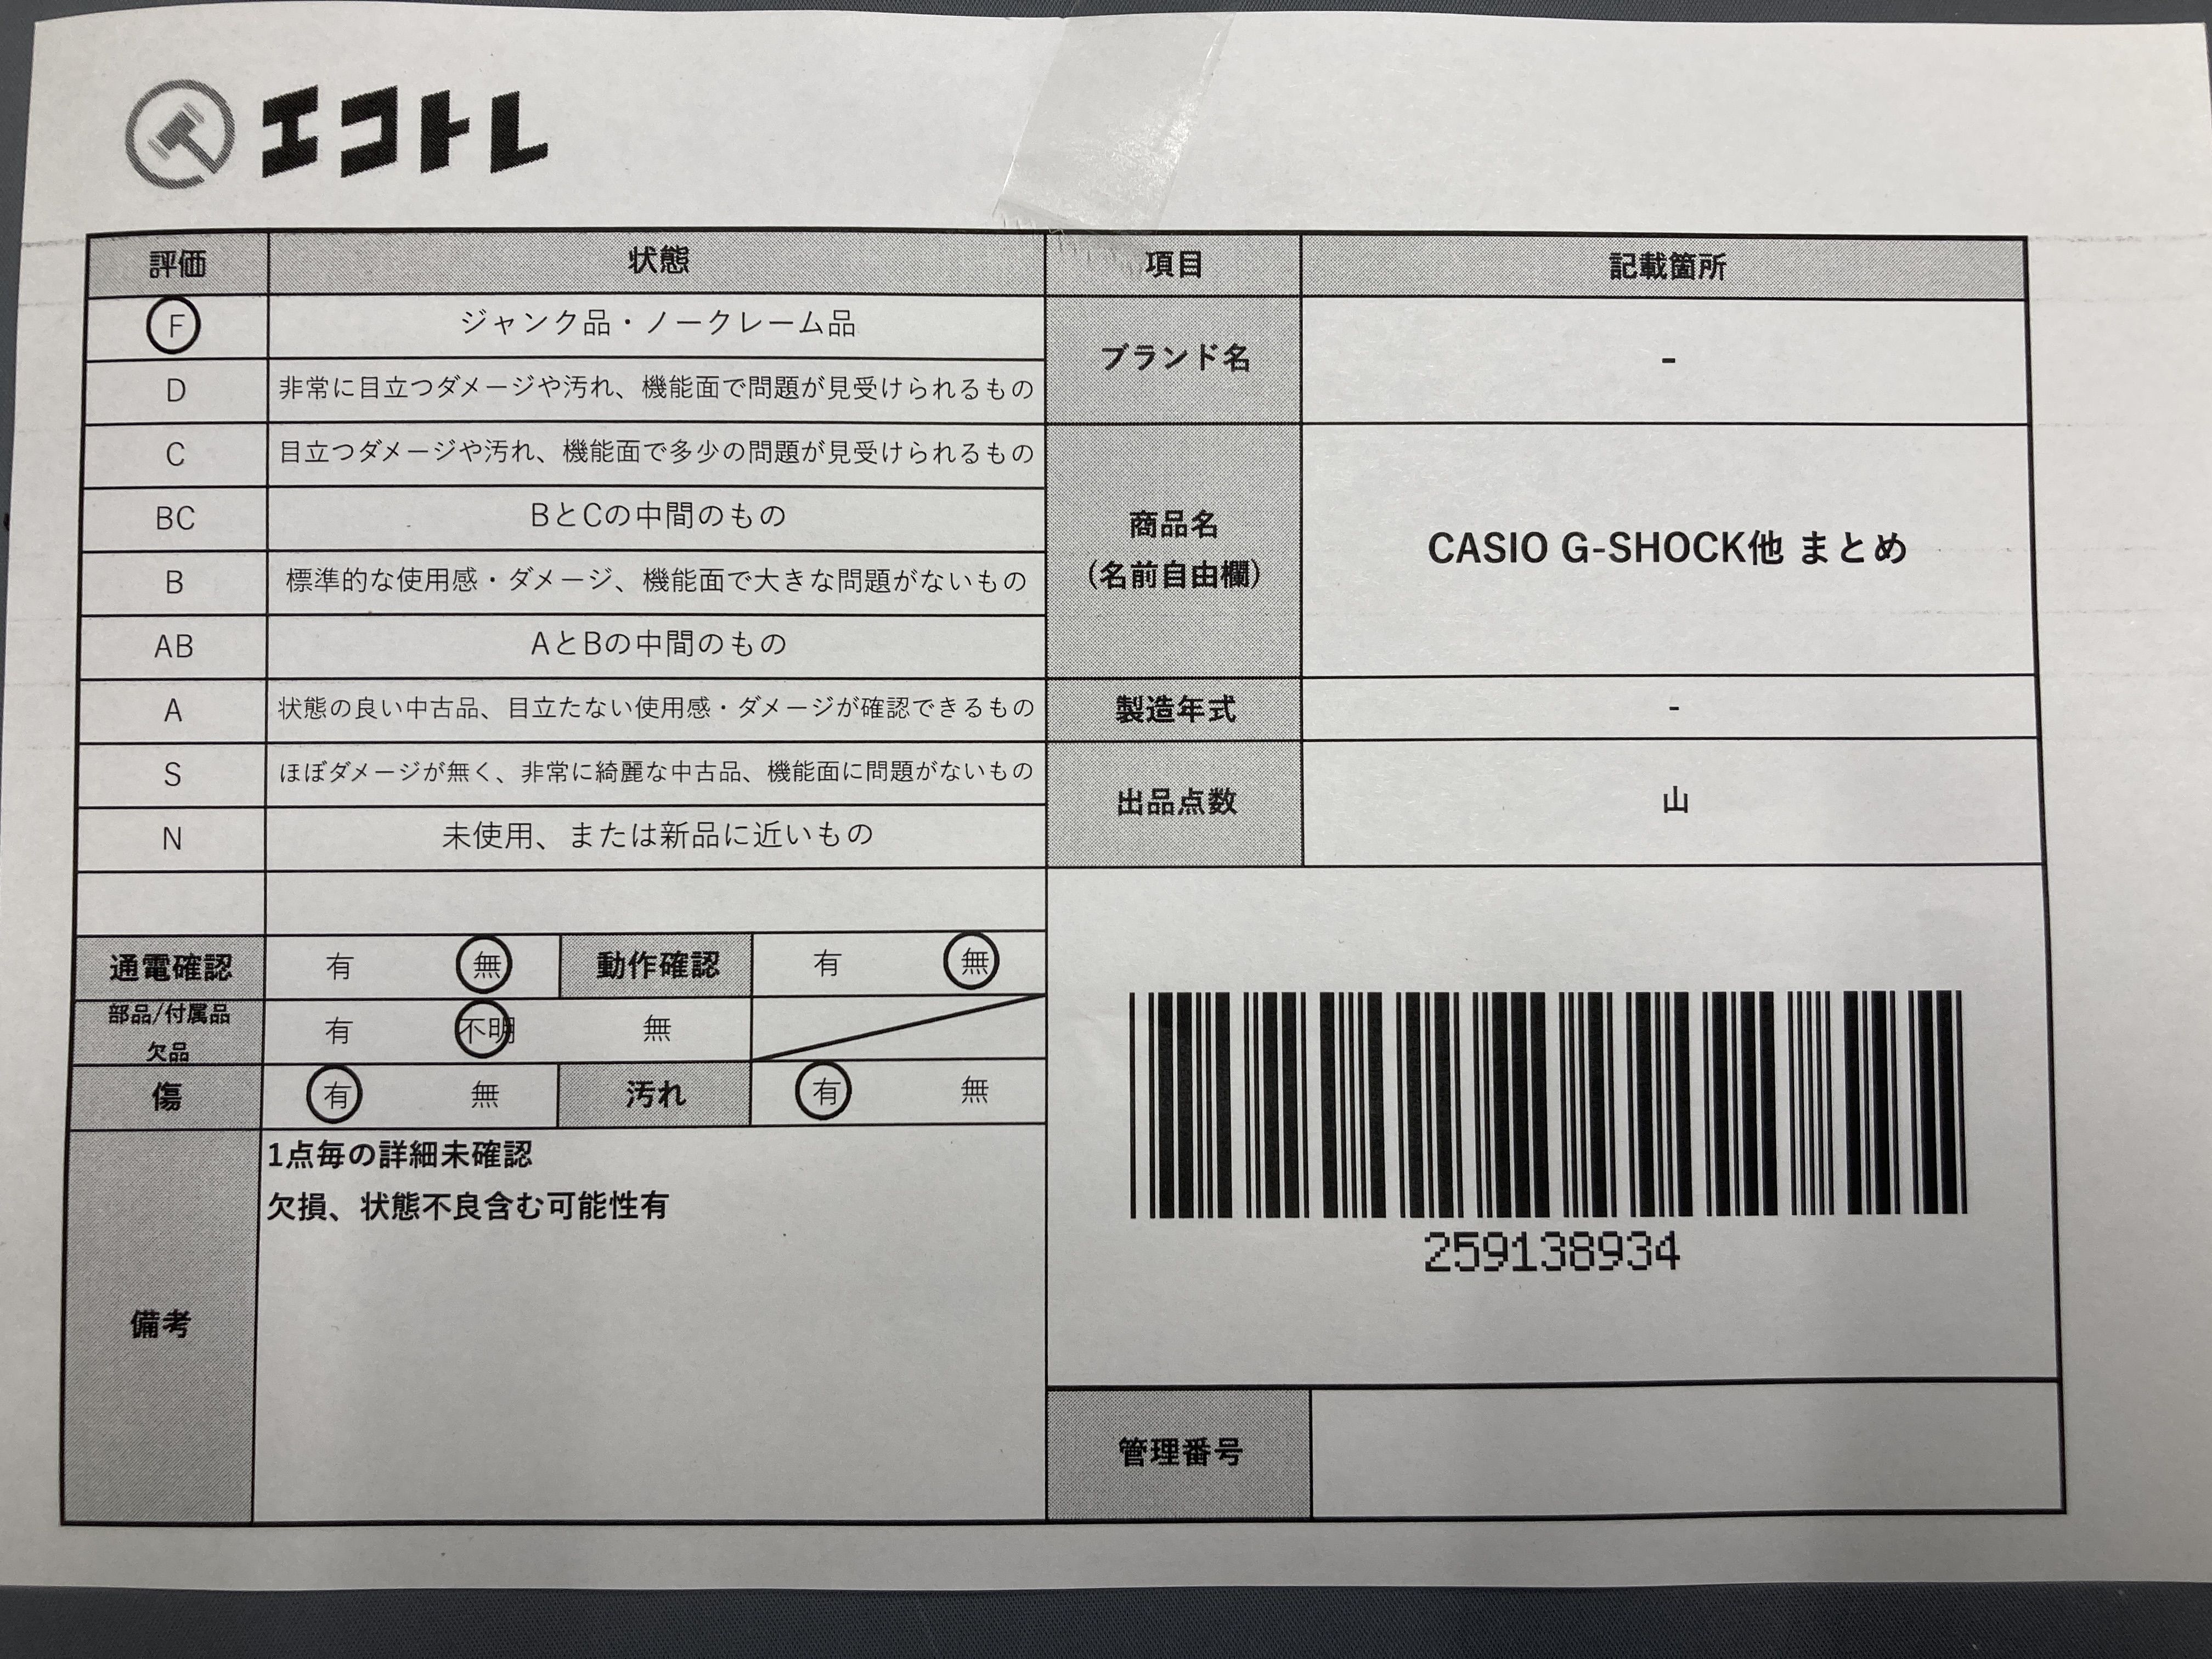 エコトレ
評価 状態 項目 記載箇所
F ジャンク品・ノークレーム品
D 非常に目立つダメージや汚れ、機能面で問題が見受けられるもの
ブランド名 -
C 目立つダメージや汚れ、機能面で多少の問題が見受けられるもの
BC BとCの中間のもの
B 標準的な使用感・ダメージ、機能面で大きな問題がないもの
AB AとBの中間のもの
商品名
(名前自由欄)
CASIO G-SHOCK他 まとめ
A 状態の良い中古品、目立たない使用感・ダメージが確認できるもの
製造年式 -
S ほぼダメージが無く、非常に綺麗な中古品、機能面に問題がないもの
N 未使用、または新品に近いもの
出品点数 山
通電確認 有 無 動作確認 有 無
部品/付属品
欠品
有 不明 無
傷 有 無 汚れ 有 無
備考
1点毎の詳細未確認
欠損、状態不良含む可能性有
259138934
管理番号